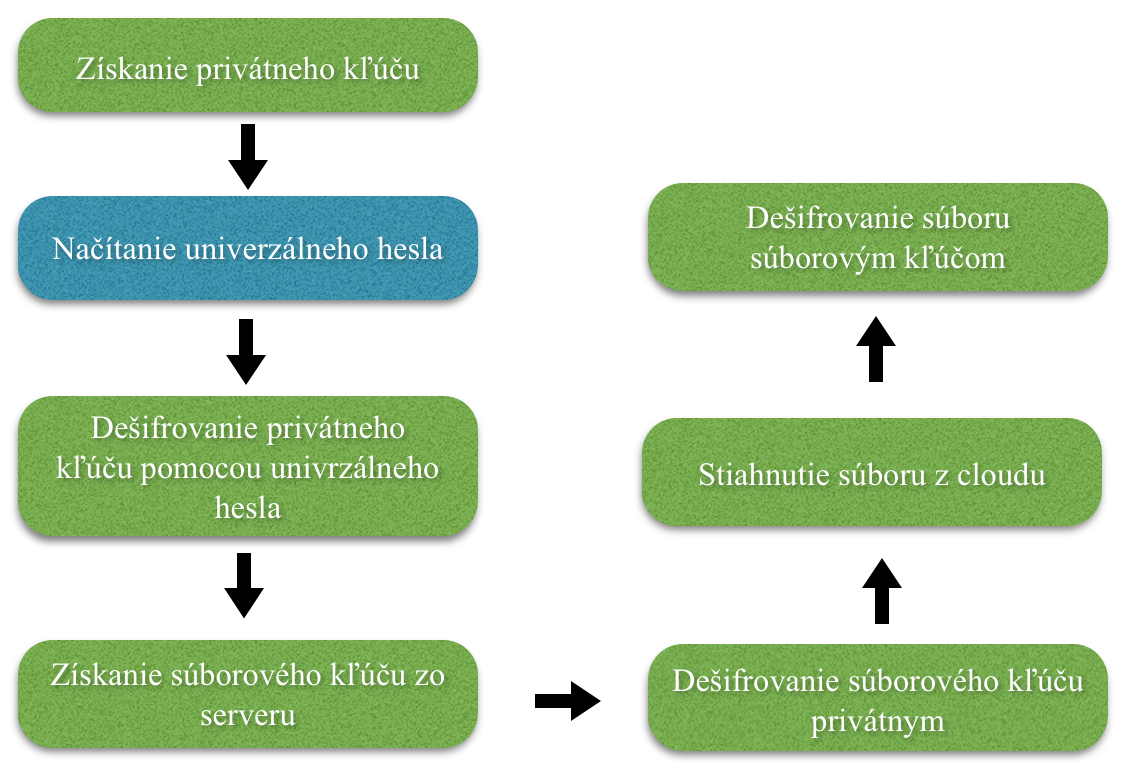 Získanie privátneho kľúču
Načítanie univerzálneho hesla
Dešifrovanie privátneho
kľúču pomocou univrzálneho
hesla
Získanie súborového kľúču zo
serveru
Dešifrovanie súborového kľúču
privátnym
Stiahnutie súboru z cloudu
Dešifrovanie súboru
súborovým kľúčom